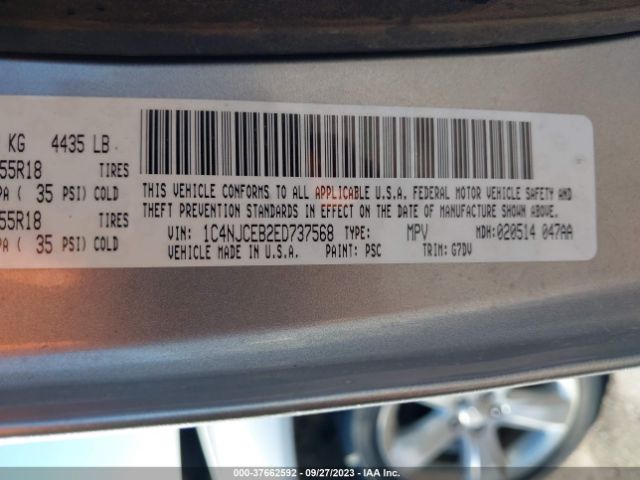 KG 4435 LB
55R18 TIRES
PA ( 35 PSI) COLD
55R18 TIRES
PA ( 35 PSI) COLD
THIS VEHICLE CONFORMS TO ALL APPLICABLE U.S.A. FEDERAL MOTOR VEHICLE SAFETY AND
THEFT PREVENTION STANDARDS IN EFFECT ON THE DATE OF MANUFACTURE SHOWN ABOVE.
VIN: 1C4NJCEB2ED737568 TYPE: MPV MDH:020514 047AA
VEHICLE MADE IN U.S.A. PAINT: PSC TRIM: G7DV
000-37662592 / 09/27/2023 / IAA Inc.